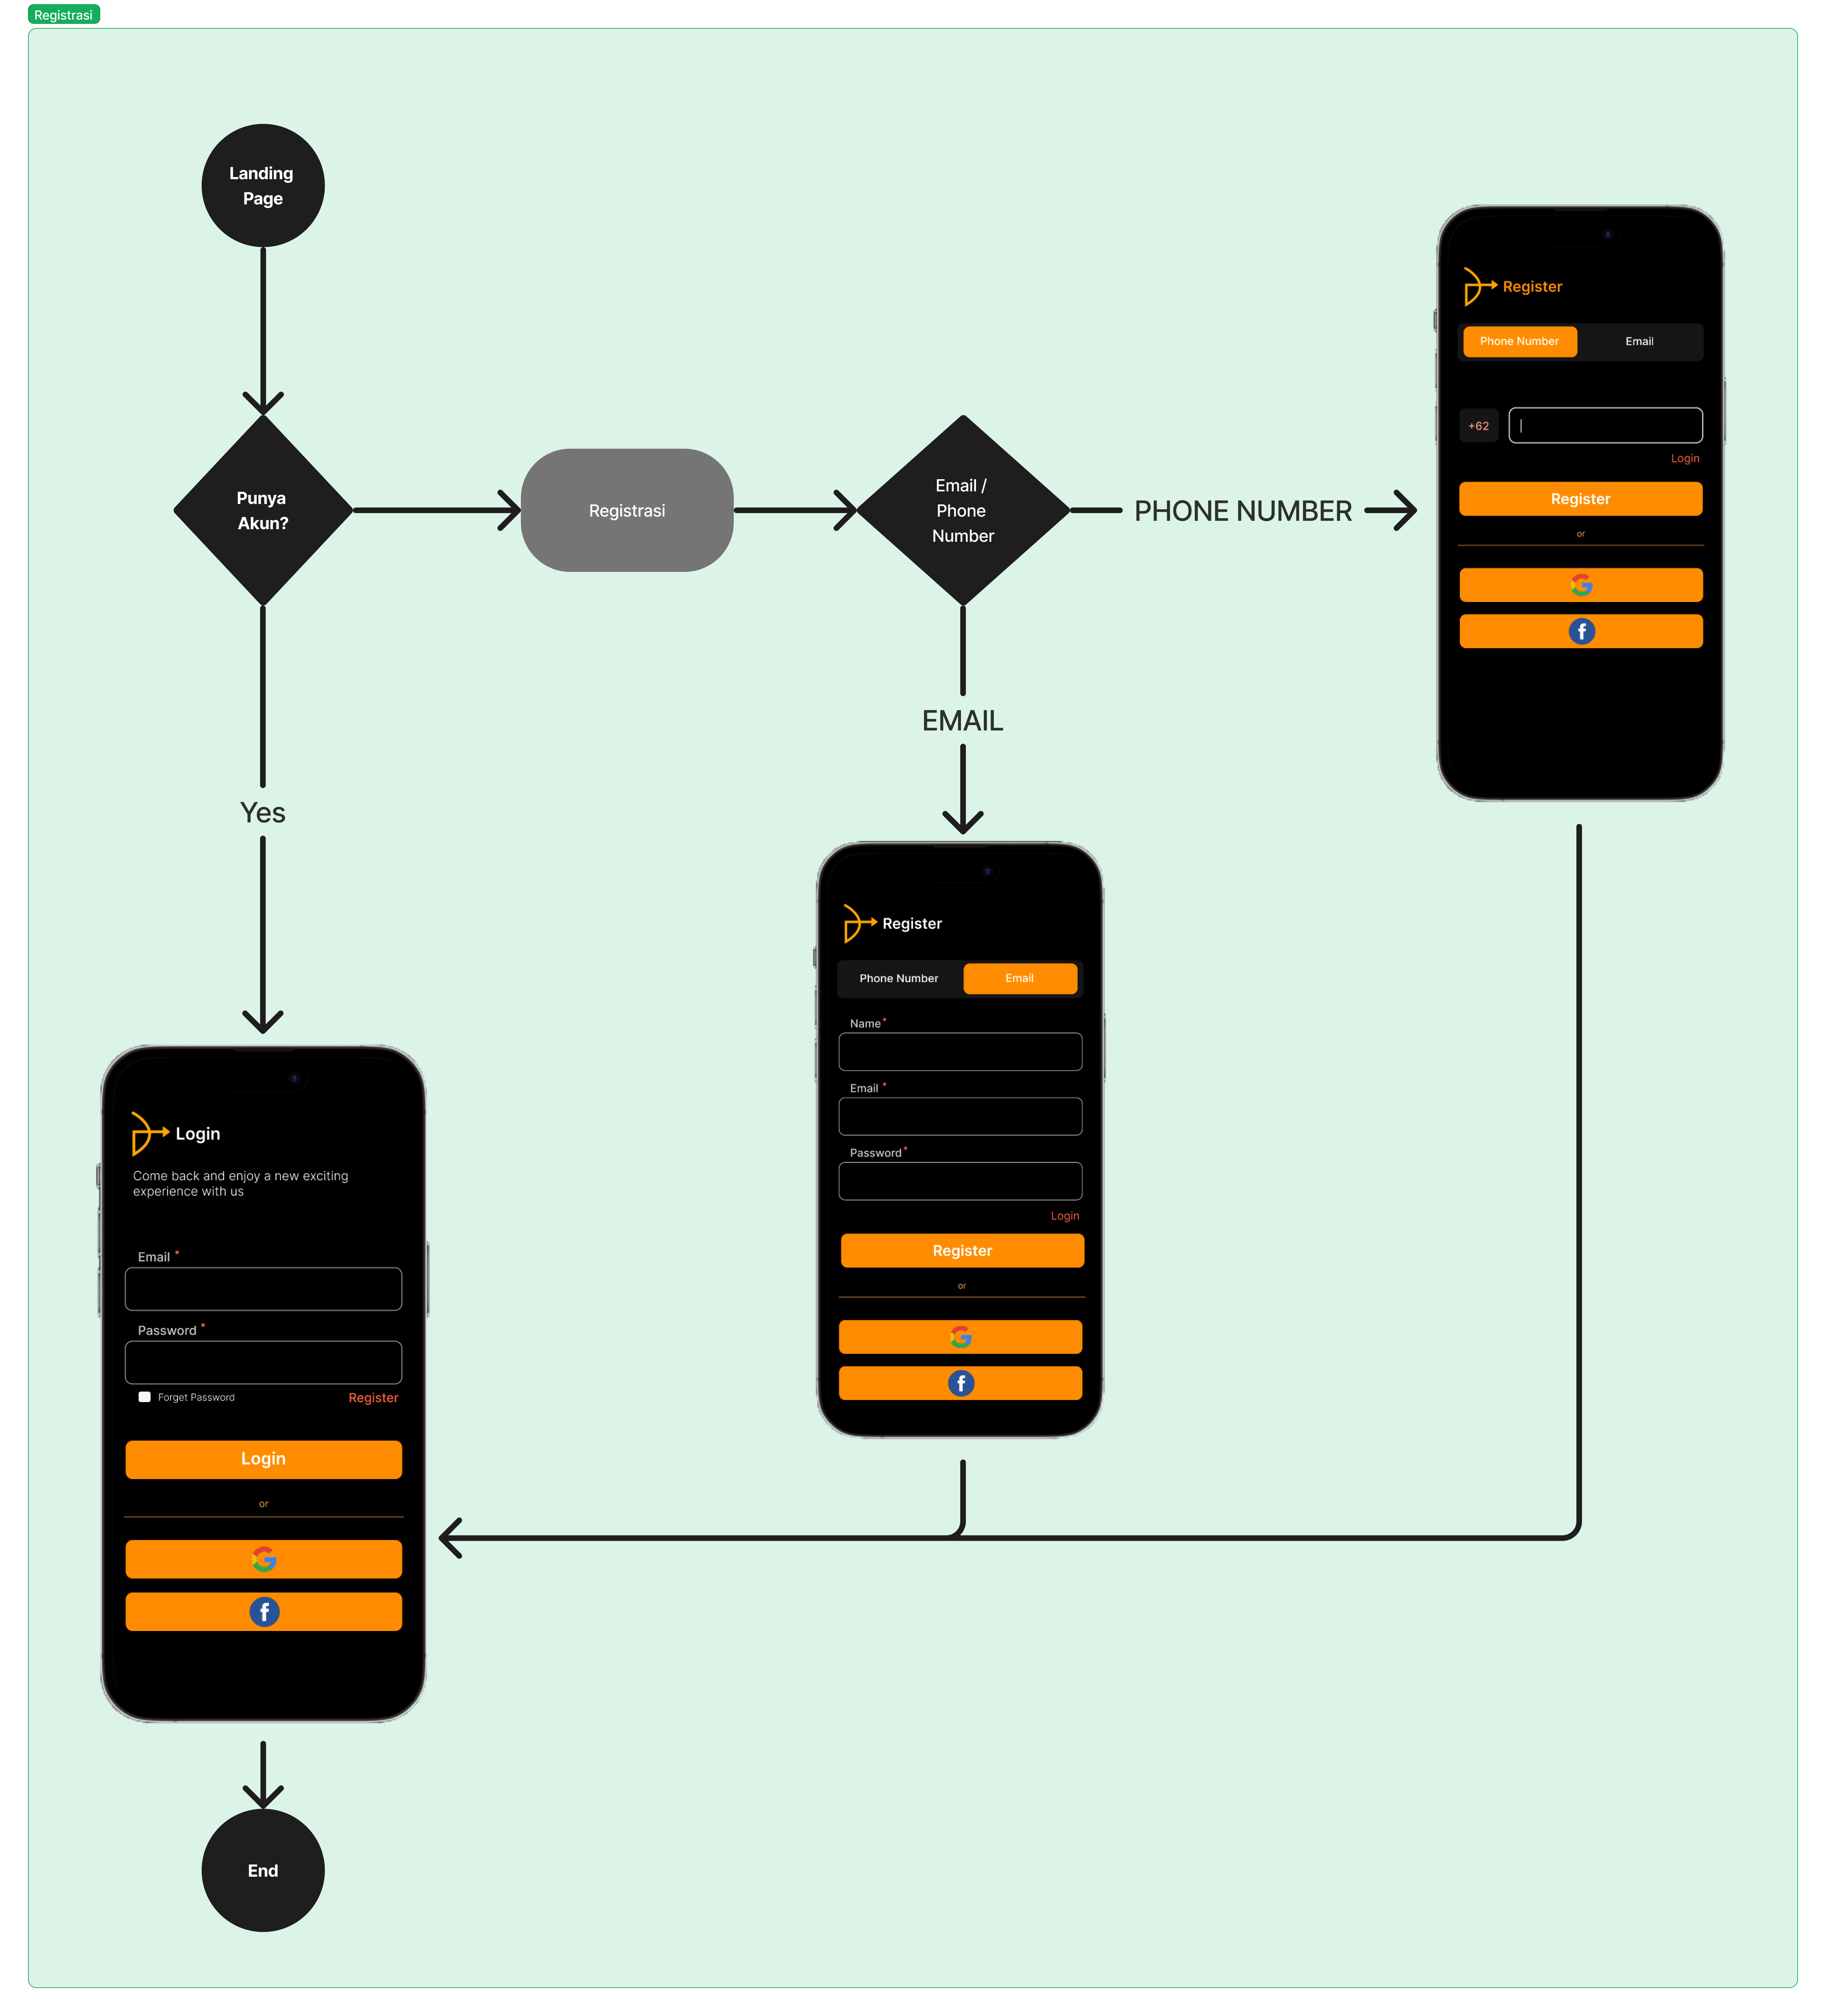 Registrasi
Landing
Page
Punya
Akun?
Registrasi
Email /
Phone
Number
PHONE NUMBER
EMAIL
Yes
Register
Phone Number
Email
+62
Login
Register
or
f
Register
Phone Number
Email
Name*
Email *
Password*
Login
Register
or
G
f
Login
Come back and enjoy a new exciting
experience with us
Email *
Password *
Forget Password
Register
Login
or
G
f
End